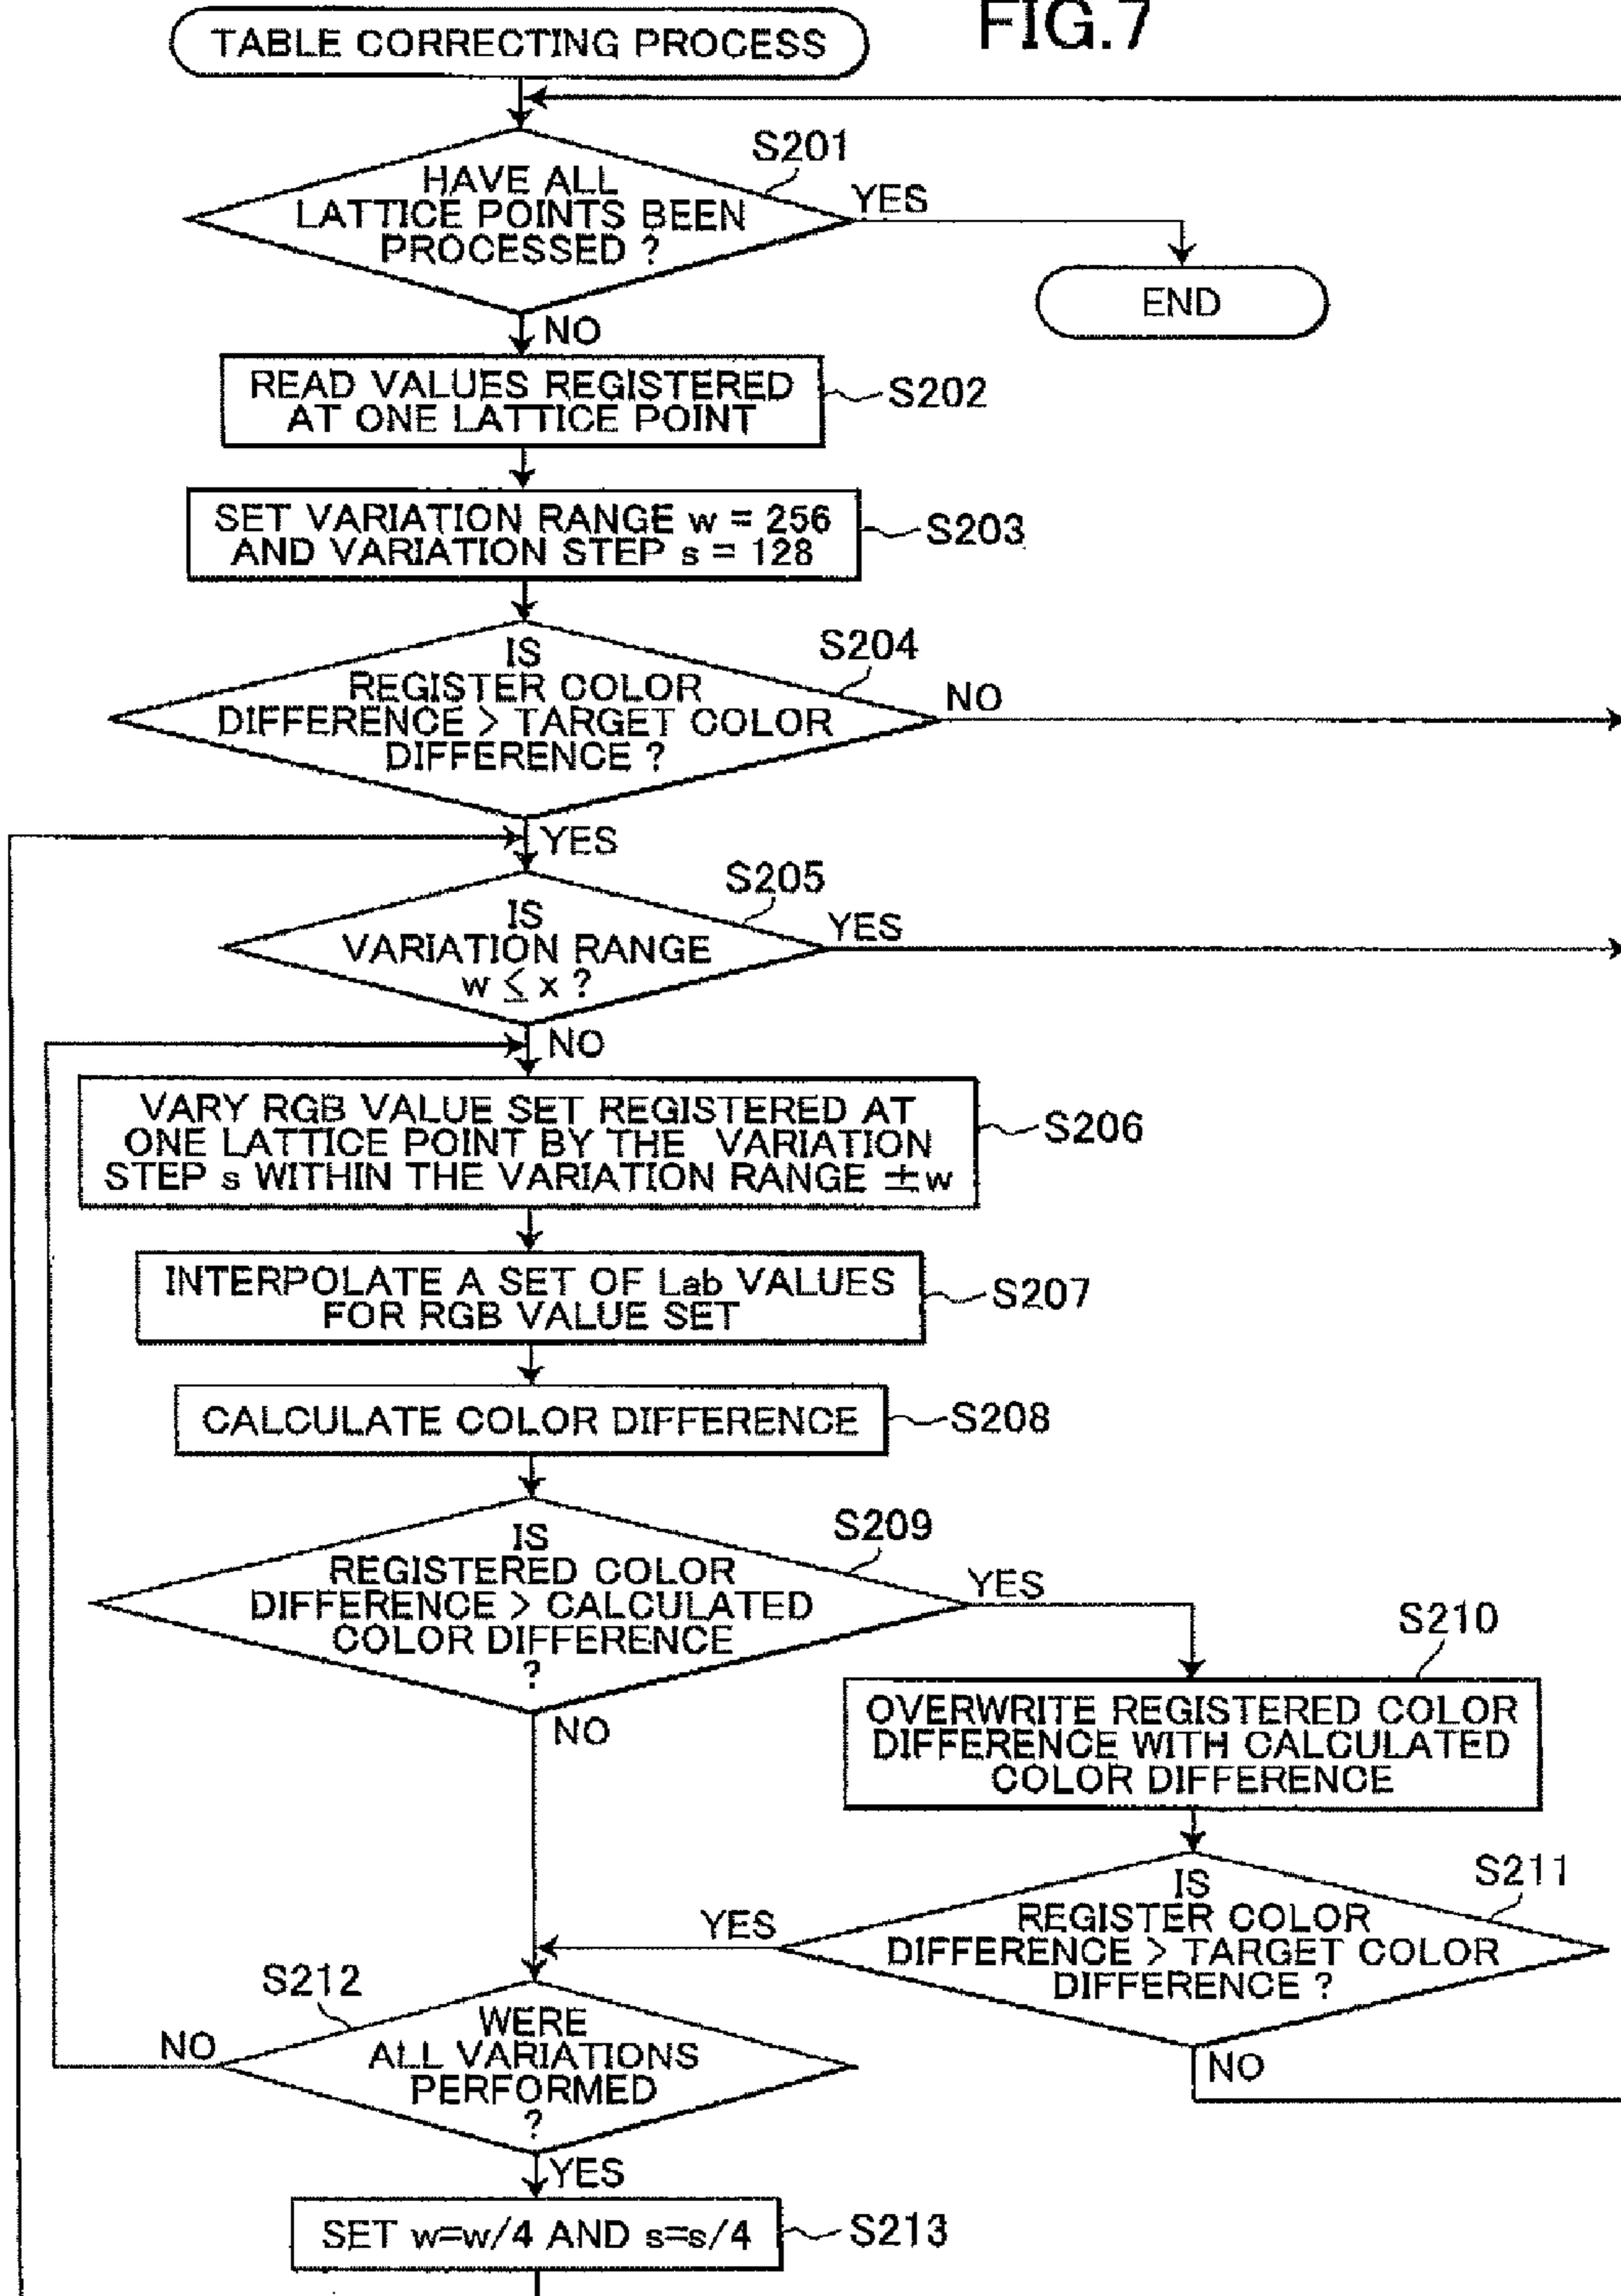 FIG.7
TABLE CORRECTING PROCESS
S201
HAVE ALL
LATTICE POINTS BEEN
PROCESSED ?
YES
END
NO
READ VALUES REGISTERED
AT ONE LATTICE POINT
S202
SET VARIATION RANGE w = 256
AND VARIATION STEP s = 128
S203
S204
IS
REGISTER COLOR
DIFFERENCE > TARGET COLOR
DIFFERENCE ?
NO
YES
S205
IS
VARIATION RANGE
w ≤ x ?
YES
NO
VARY RGB VALUE SET REGISTERED AT
ONE LATTICE POINT BY THE VARIATION
STEP s WITHIN THE VARIATION RANGE ±w
S206
INTERPOLATE A SET OF Lab VALUES
FOR RGB VALUE SET
S207
CALCULATE COLOR DIFFERENCE
S208
S209
IS
REGISTERED COLOR
DIFFERENCE > CALCULATED
COLOR DIFFERENCE
?
YES
NO
S210
OVERWRITE REGISTERED COLOR
DIFFERENCE WITH CALCULATED
COLOR DIFFERENCE
S211
IS
REGISTER COLOR
DIFFERENCE > TARGET COLOR
DIFFERENCE ?
YES
NO
S212
WERE
ALL VARIATIONS
PERFORMED
?
NO
YES
SET w=w/4 AND s=s/4
S213